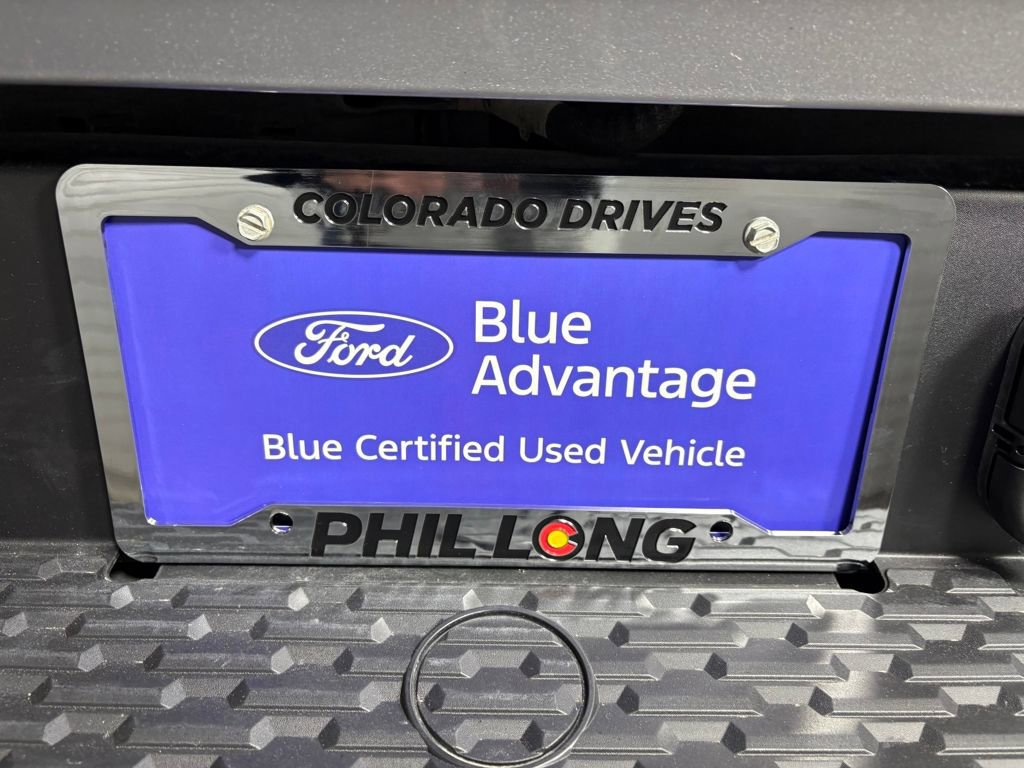 COLORADO DRIVES
Ford
Blue
Advantage
Blue Certified Used Vehicle
PHIL LONG